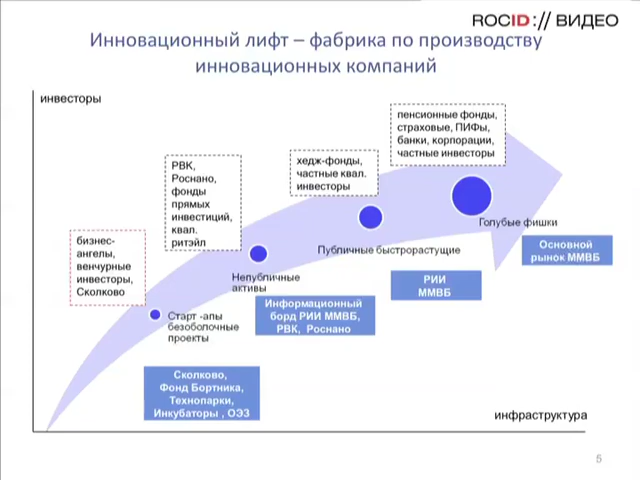 ROCID:// ВИДЕО
Инновационный лифт – фабрика по производству
инновационных компаний
инвесторы
пенсионные фонды,
страховые, ПИФы,
банки, корпорации,
частные инвесторы
хедж-фонды,
частные квал.
инвесторы
РВК,
Роснано,
фонды
прямых
инвестиций,
квал.
ритэйл
бизнес-
ангелы,
венчурные
инвесторы,
Сколково
Голубые фишки
Публичные быстрорастущие
Непубличные
активы
Старт -апы
безоболочные
проекты
Основной
рынок ММВБ
РИИ
ММВБ
Информационный
борд РИИ ММВБ,
РВК, Роснано
Сколково,
Фонд Бортника,
Технопарки,
Инкубаторы , ОЭЗ
инфраструктура
5